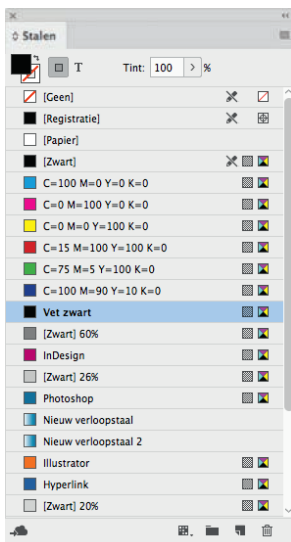 Stalen
T Tint: 100 > %
[Geen]
[Registratie]
[Papier]
[Zwart]
C=100 M=0 Y=0 K=0
C=0 M=100 Y=0 K=0
C=0 M=0 Y=100 K=0
C=15 M=100 Y=100 K=0
C=75 M=5 Y=100 K=0
C=100 M=90 Y=10 K=0
Vet zwart
[Zwart] 60%
InDesign
[Zwart] 26%
Photoshop
Nieuw verloopstaal
Nieuw verloopstaal 2
Illustrator
Hyperlink
[Zwart] 20%